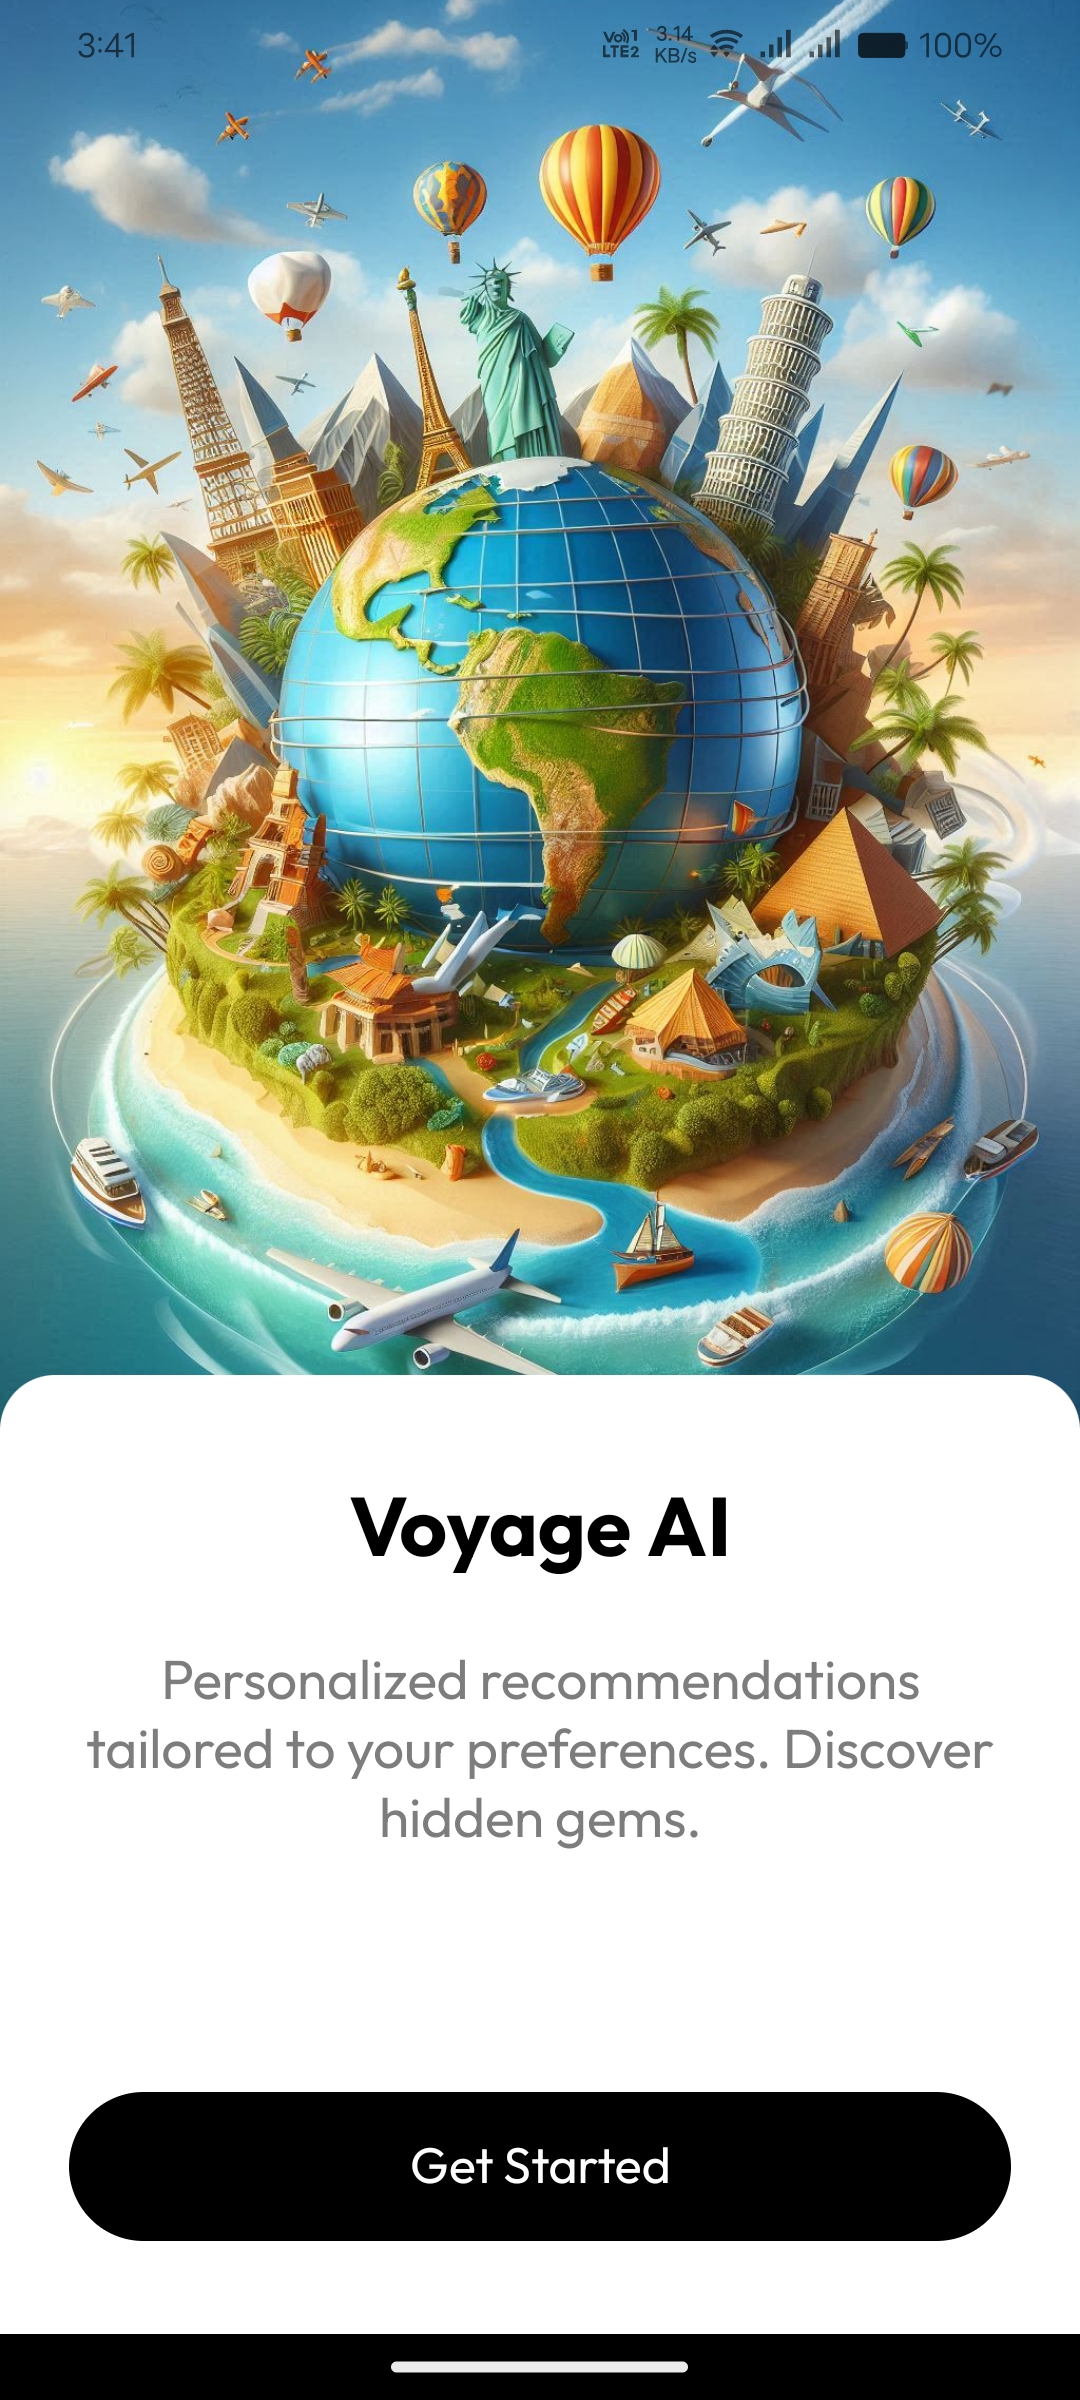 3:41 Vo))1 LTE2 3.14 KB/s 100%
Voyage AI
Personalized recommendations
tailored to your preferences. Discover
hidden gems.
Get Started